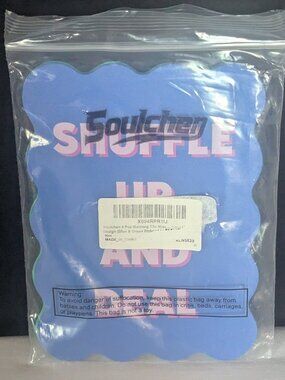 Soulchen
SHUFFLE
UP
AND
DEAL
MADE IN
Warning:
To avoid danger of suffocation, keep this plastic bag away from
babies and children. Do not use this bag in cribs, beds, carriages,
or playpens. This bag is not a toy.